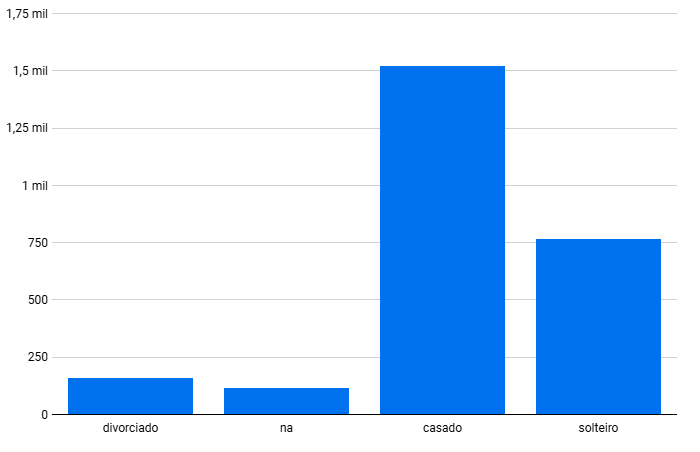 1,75 mil
1,5 mil
1,25 mil
1 mil
750
500
250
0
divorciado na casado solteiro